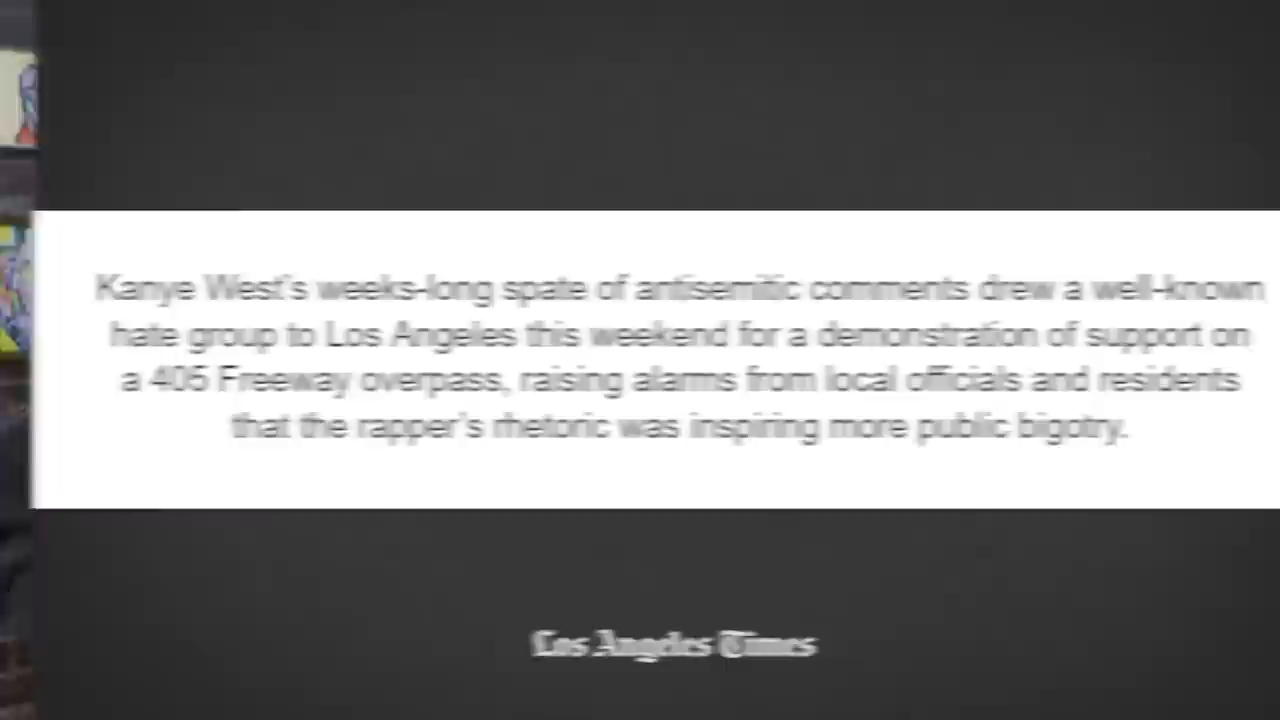 Kanye West's weeks-long spate of antisemitic comments drew a well-known
hate group to Los Angeles this weekend for a demonstration of support on
a 405 Freeway overpass, raising alarms from local officials and residents
that the rapper's rhetoric was inspiring more public bigotry.
Los Angeles Times